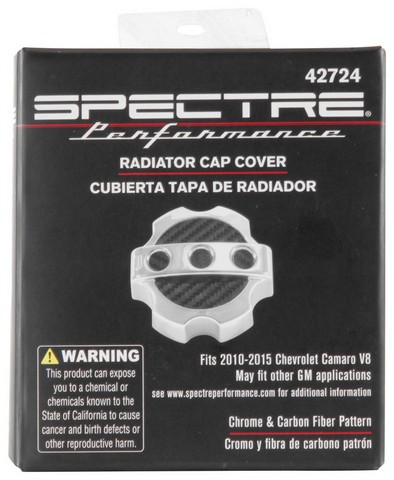 42724
SPECTRE®
Performance
RADIATOR CAP COVER
CUBIERTA TAPA DE RADIADOR
Fits 2010-2015 Chevrolet Camaro V8
May fit other GM applications
see www.spectreperformance.com for additional information
WARNING
This product can expose
you to a chemical or
chemicals known to the
State of California to cause
cancer and birth defects or
other reproductive harm.
Chrome & Carbon Fiber Pattern
Cromo y fibra de carbono patrón